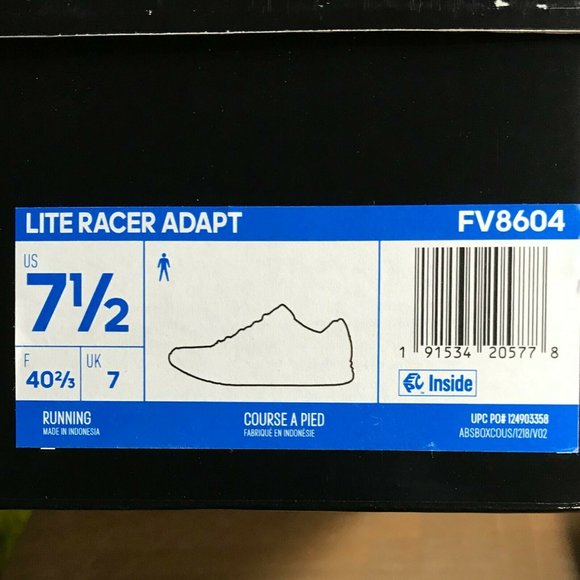 LITE RACER ADAPT FV8604
US
7½
F
40⅔
UK
7
1 91534 20577 8
Inside
RUNNING
MADE IN INDONESIA
COURSE A PIED
FABRIQUÉ EN INDONÉSIE
UPC PO# 124903358
ABSBOXCOUS/1218/V02